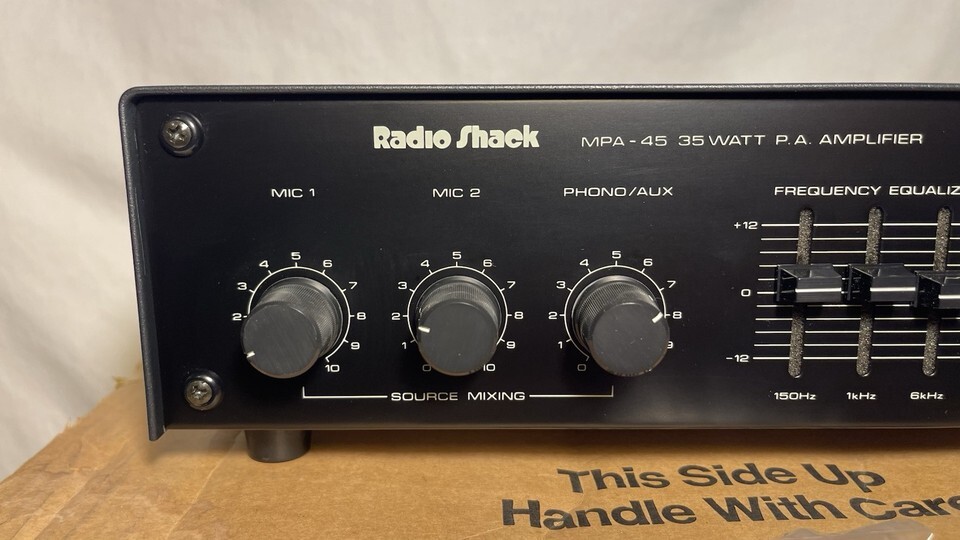 Radio Shack
MPA-45 35 WATT P.A. AMPLIFIER
MIC 1
MIC 2
PHONO/AUX
FREQUENCY EQUALIZ
2 3 4 5 6 7 8 9 10
0 1 2 3 4 5 6 7 8 9 10
0 1 2 3 4 5 6 7 8 9
+12
0
-12
SOURCE MIXING
150Hz
1kHz
6kHz
This Side Up
Handle With Care